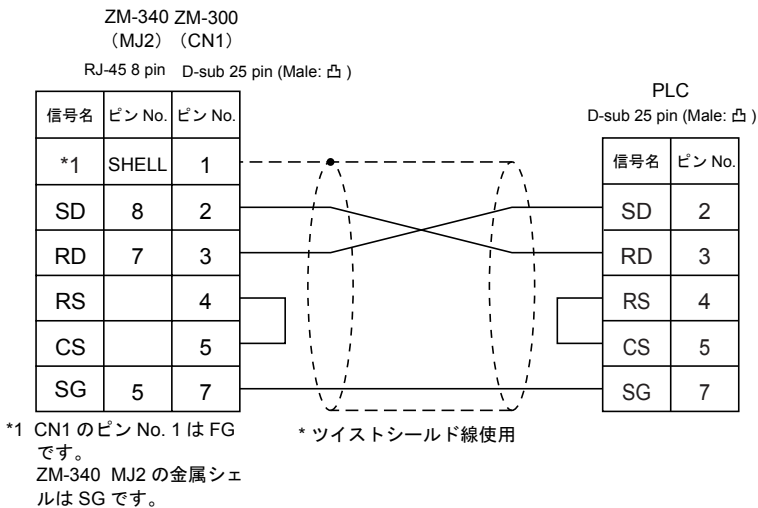 ZM-340 ZM-300
（MJ2）（CN1）
RJ-45 8 pin D-sub 25 pin (Male: 凸 )
信号名 ピン No. ピン No.
*1 SHELL 1
SD 8 2
RD 7 3
RS 4
CS 5
SG 5 7
PLC
D-sub 25 pin (Male: 凸 )
信号名 ピン No.
SD 2
RD 3
RS 4
CS 5
SG 7
*1 CN1 のピン No. 1 は FG
です。
ZM-340 MJ2 の金属シェ
ルは SG です。
* ツイストシールド線使用